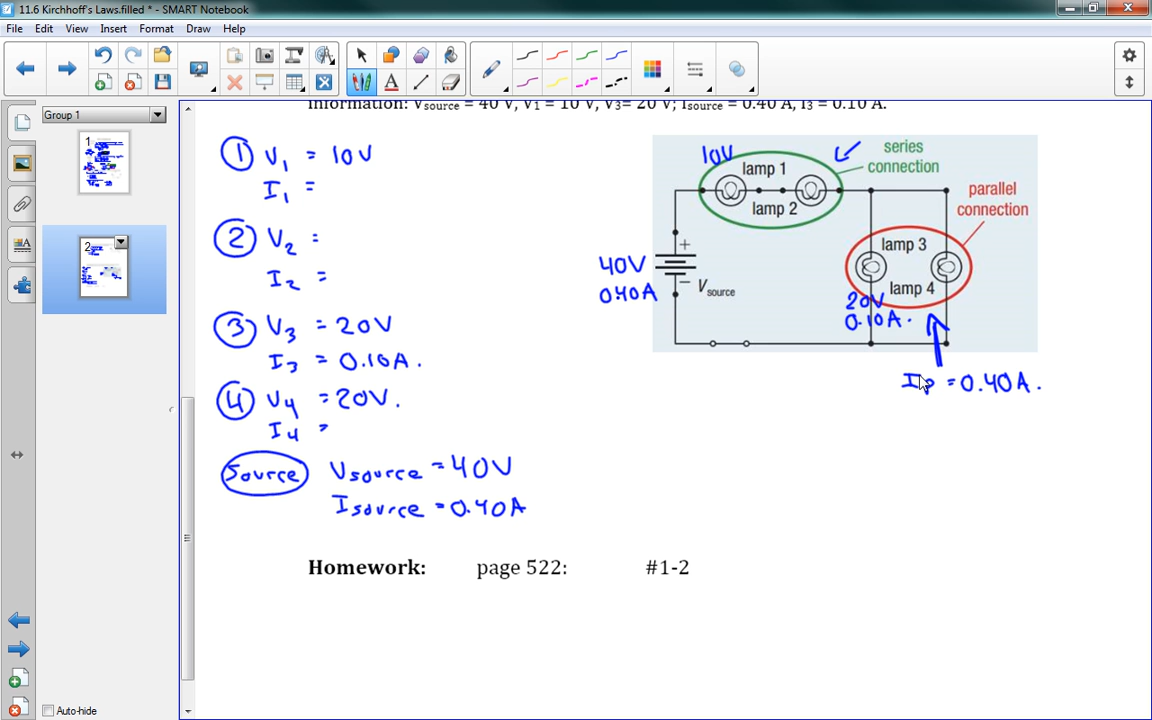 11.6 Kirchhoff's Laws.filled * - SMART Notebook
File Edit View Insert Format Draw Help
Group 1
1
2
Information: Vsource = 40 V, V1 = 10 V, V3= 20 V; Isource = 0.40 A, I3 = 0.10 A.
1 V1 = 10V
I1 =
2 V2 =
I2 =
3 V3 = 20V
I3 = 0.10A.
4 V4 = 20V.
I4 =
Source Vsource = 40V
Isource = 0.40A
10V
lamp 1
lamp 2
series
connection
parallel
connection
lamp 3
lamp 4
40V
0.40A
Vsource
20V
0.10A.
Ip = 0.40A.
Homework: page 522: #1-2
Auto-hide